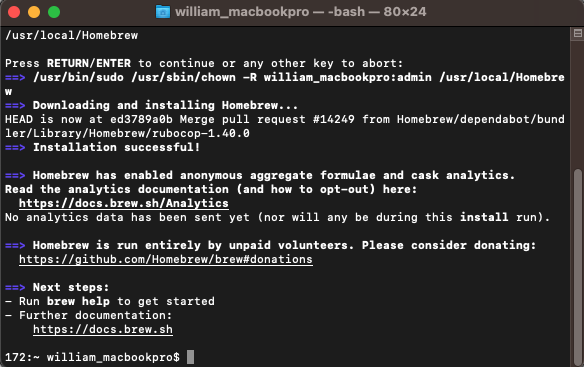 william_macbookpro — -bash — 80×24
/usr/local/Homebrew
Press RETURN/ENTER to continue or any other key to abort:
==> /usr/bin/sudo /usr/sbin/chown -R william_macbookpro:admin /usr/local/Homebre
w
==> Downloading and installing Homebrew...
HEAD is now at ed3789a0b Merge pull request #14249 from Homebrew/dependabot/bund
ler/Library/Homebrew/rubocop-1.40.0
==> Installation successful!
==> Homebrew has enabled anonymous aggregate formulae and cask analytics.
Read the analytics documentation (and how to opt-out) here:
  https://docs.brew.sh/Analytics
No analytics data has been sent yet (nor will any be during this install run).
==> Homebrew is run entirely by unpaid volunteers. Please consider donating:
  https://github.com/Homebrew/brew#donations
==> Next steps:
- Run brew help to get started
- Further documentation:
    https://docs.brew.sh
172:~ william_macbookpro$